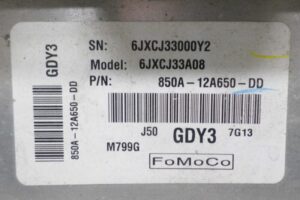 SN: 6JXCJ33000Y2
Model: 6JXCJ33A08
P/N: 850A-12A650-DD
GDY3
850A-12A650-DD
J50 GDY3 7G13
M799G
FoMoCo